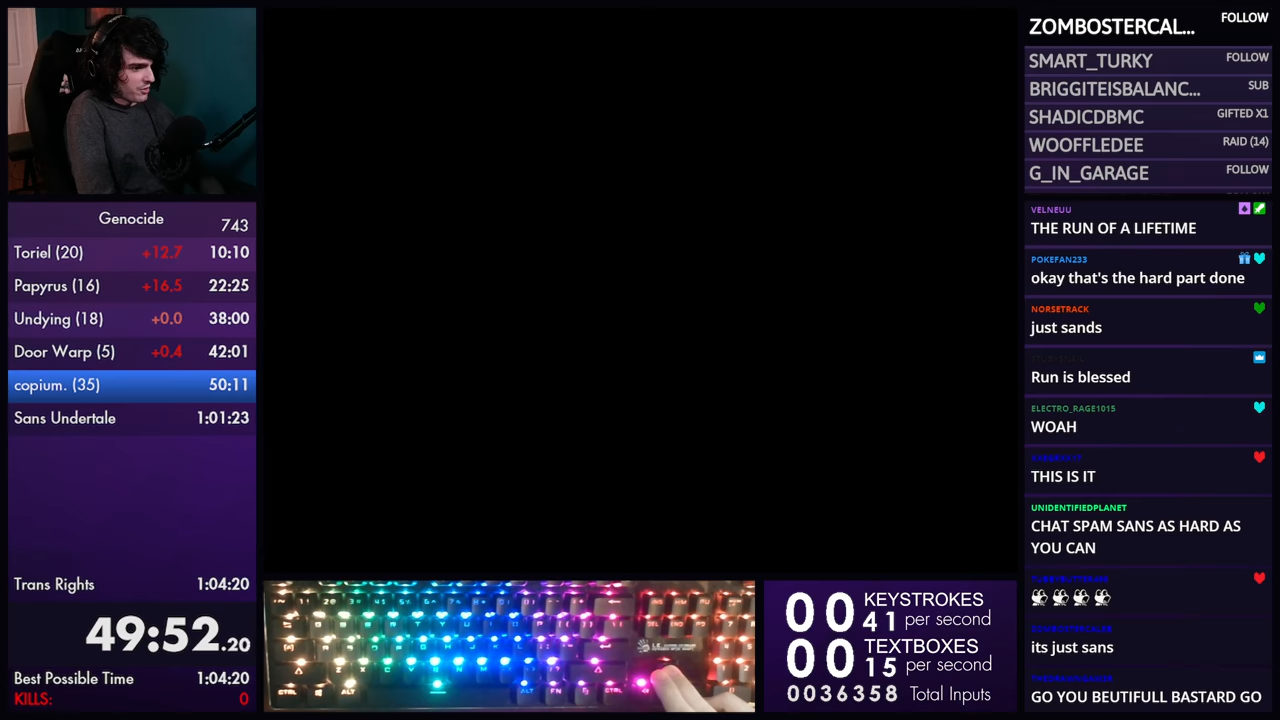 Genocide
743
Toriel (20) +12.7 10:10
Papyrus (16) +16.5 22:25
Undying (18) +0.0 38:00
Door Warp (5) +0.4 42:01
copium. (35) 50:11
Sans Undertale 1:01:23
Trans Rights 1:04:20
49:52.20
Best Possible Time 1:04:20
KILLS: 0
ALT
ALT
FN
CTRL
00 41 KEYSTROKES per second
00 15 TEXTBOXES per second
0036358 Total Inputs
ZOMBOSTERCAL... FOLLOW
SMART_TURKY FOLLOW
BRIGGITEISBALANC... SUB
SHADICDBMC GIFTED X1
WOOFFLEDEE RAID (14)
G_IN_GARAGE FOLLOW
VELNEUU
THE RUN OF A LIFETIME
POKEFAN233
okay that's the hard part done
NORSETRACK
just sands
Run is blessed
ELECTRO_RAGE1015
WOAH
THIS IS IT
UNIDENTIFIEDPLANET
CHAT SPAM SANS AS HARD AS
YOU CAN
its just sans
GO YOU BEUTIFULL BASTARD GO